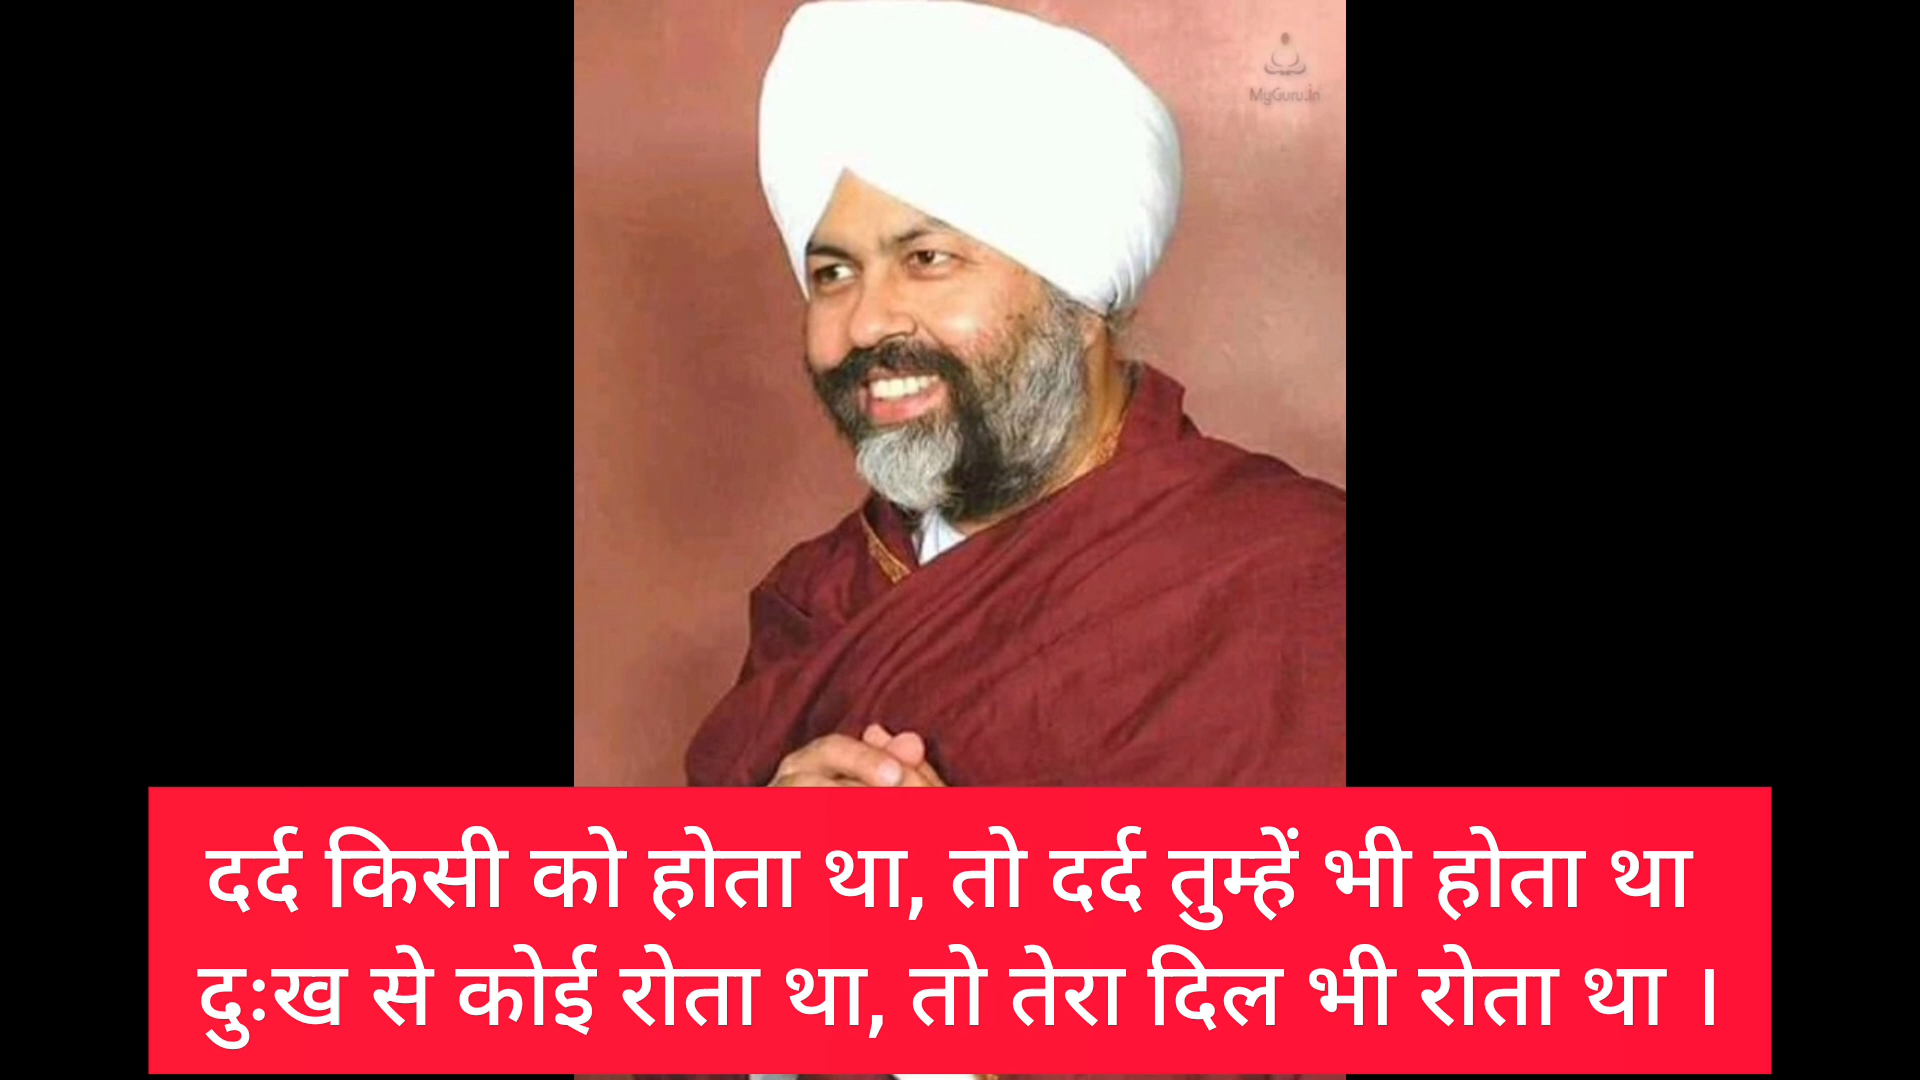 MyGuru.in
दर्द किसी को होता था, तो दर्द तुम्हें भी होता था
दुःख से कोई रोता था, तो तेरा दिल भी रोता था ।